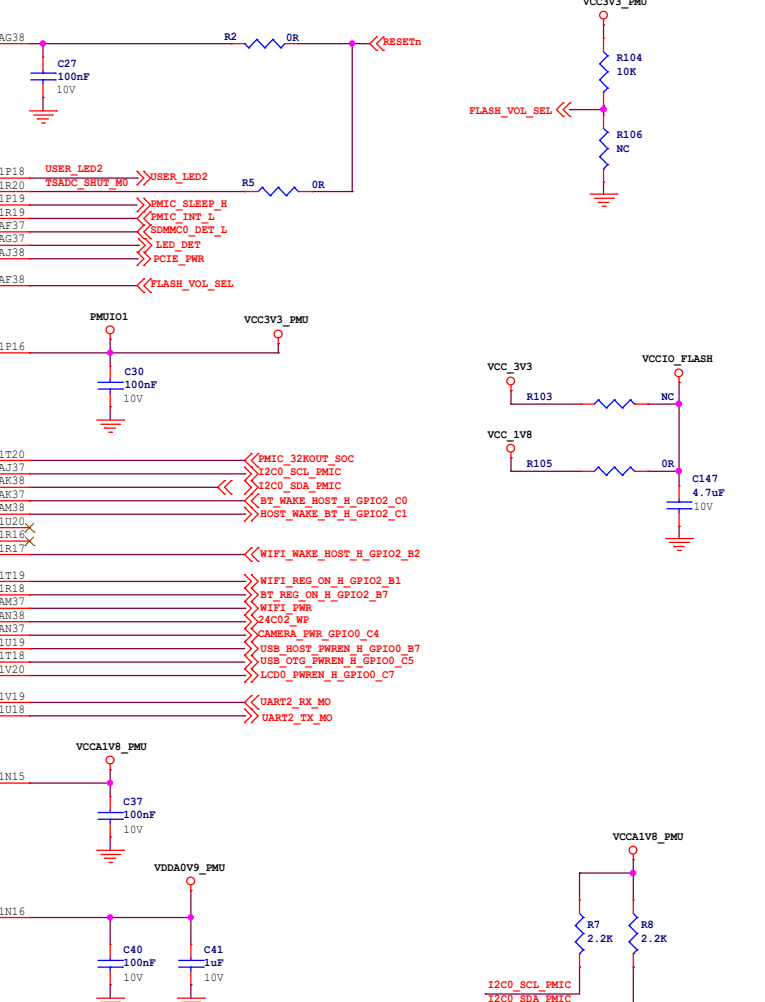 VCC3V3_PMU
AG38 R2 0R RESETn
C27
100nF
10V
R104
10K
FLASH_VOL_SEL
R106
NC
1P18 USER_LED2 USER_LED2
1R20 TSADC_SHUT_M0 R5 0R
1P19 PMIC_SLEEP_H
1R19 PMIC_INT_L
AF37 SDMMC0_DET_L
AG37 LED_DET
AJ38 PCIE_PWR
AF38 FLASH_VOL_SEL
PMUIO1 VCC3V3_PMU
1P16
C30
100nF
10V
VCC_3V3 VCCIO_FLASH
R103 NC
VCC_1V8
R105 0R
C147
4.7uF
10V
1T20 PMIC_32KOUT_SOC
AJ37 I2C0_SCL_PMIC
AK38 I2C0_SDA_PMIC
AK37 BT_WAKE_HOST_H_GPIO2_C0
AM38 HOST_WAKE_BT_H_GPIO2_C1
1U20
1R16
1R17 WIFI_WAKE_HOST_H_GPIO2_B2
1T19 WIFI_REG_ON_H_GPIO2_B1
1R18 BT_REG_ON_H_GPIO2_B7
AM37 WIFI_PWR
AN38 24C02_WP
AN37 CAMERA_PWR_GPIO0_C4
1U19 USB_HOST_PWREN_H_GPIO0_B7
1T18 USB_OTG_PWREN_H_GPIO0_C5
1V20 LCD0_PWREN_H_GPIO0_C7
1V19 UART2_RX_MO
1U18 UART2_TX_MO
VCCA1V8_PMU
1N15
C37
100nF
10V
VDDA0V9_PMU
1N16
C40 C41
100nF 1uF
10V 10V
VCCA1V8_PMU
R7 R8
2.2K 2.2K
I2C0_SCL_PMIC
I2C0_SDA_PMIC